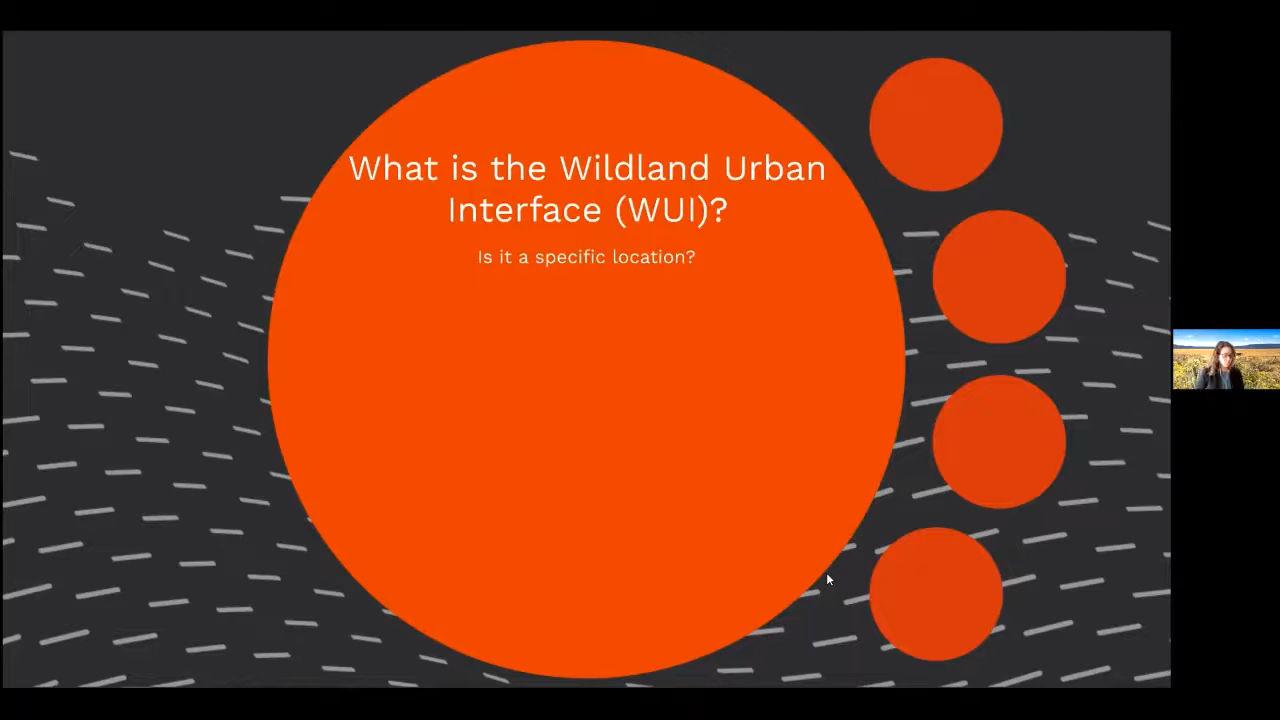 What is the Wildland Urban
Interface (WUI)?
Is it a specific location?